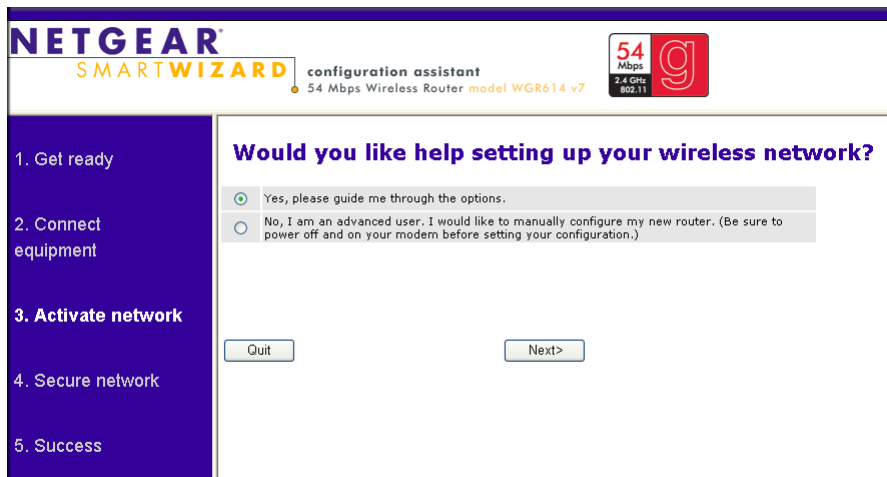 NETGEAR
SMARTWIZARD
configuration assistant
54 Mbps Wireless Router model WGR614 v7
54
Mbps
2.4 GHz
802.11
g
1. Get ready
2. Connect
equipment
3. Activate network
4. Secure network
5. Success
Would you like help setting up your wireless network?
Yes, please guide me through the options.
No, I am an advanced user. I would like to manually configure my new router. (Be sure to
power off and on your modem before setting your configuration.)
Quit
Next>